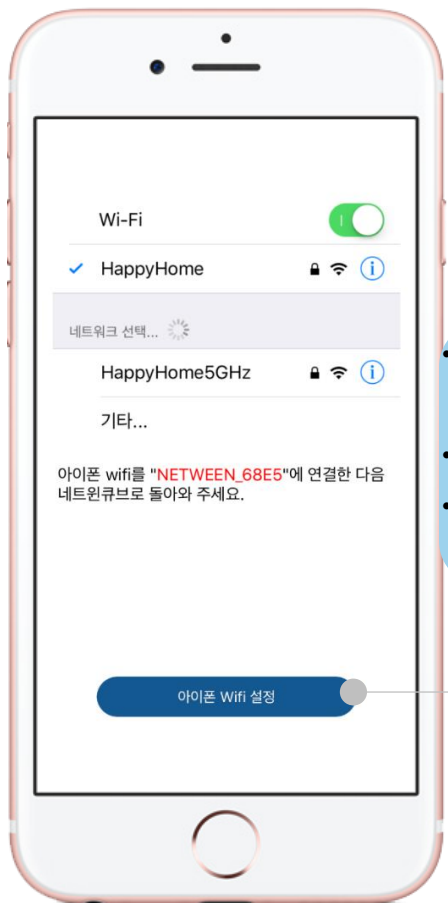 Wi-Fi
HappyHome
네트워크 선택...
HappyHome5GHz
기타...
아이폰 wifi를 "NETWEEN_68E5"에 연결한 다음
네트윈큐브로 돌아와 주세요.
아이폰 Wifi 설정